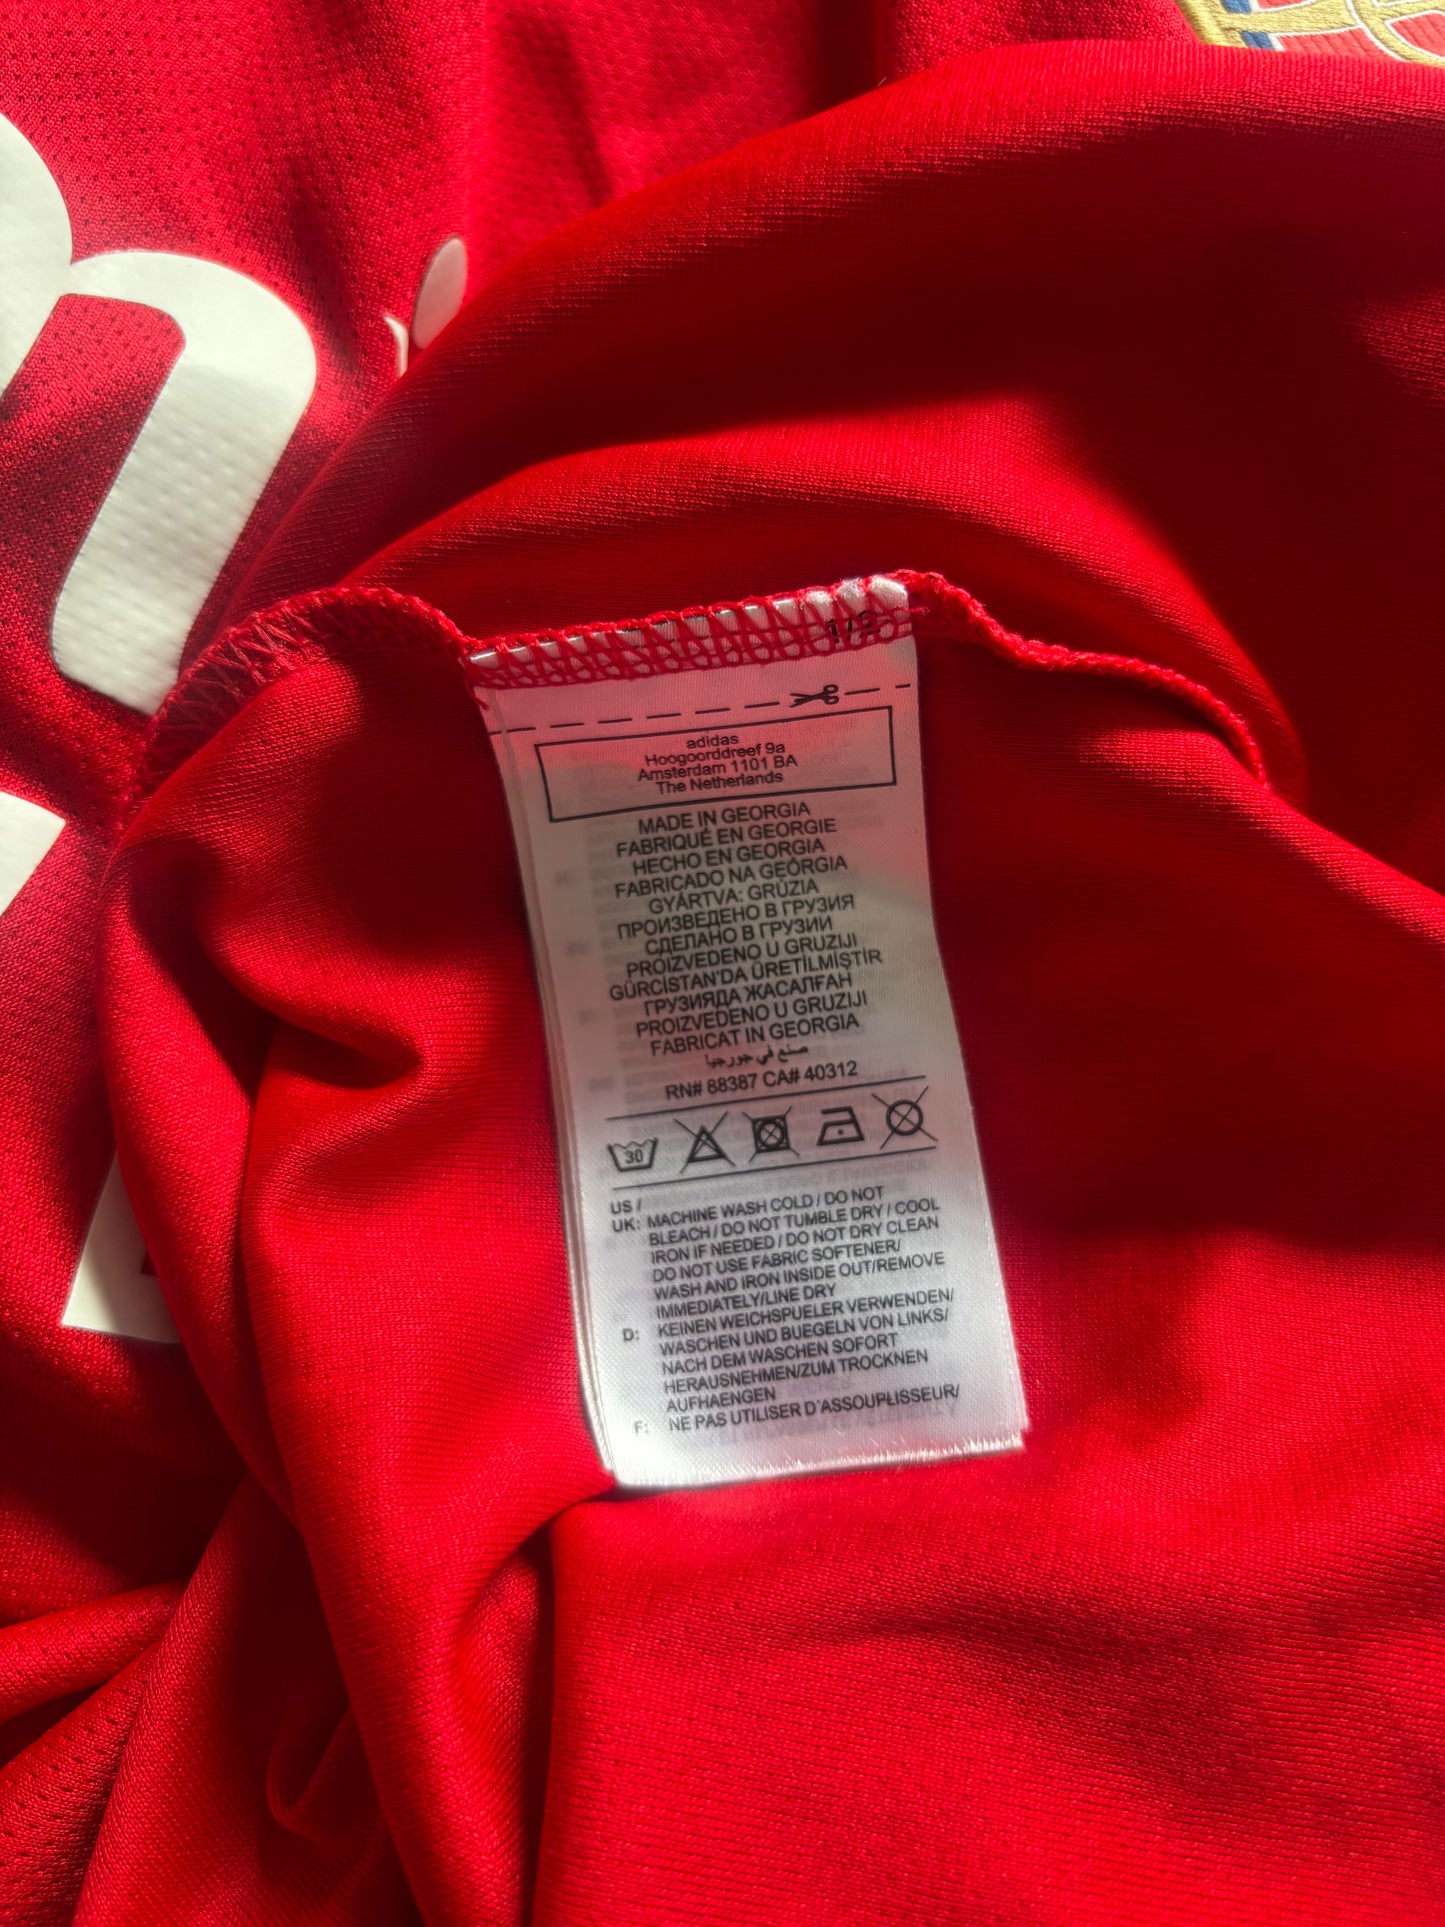 1/2
adidas
Hoogoorddreef 9a
Amsterdam 1101 BA
The Netherlands
MADE IN GEORGIA
FABRIQUÉ EN GEORGIE
HECHO EN GEORGIA
FABRICADO NA GEÓRGIA
GYÁRTVA: GRÚZIA
ПРОИЗВЕДЕНО В ГРУЗИЯ
СДЕЛАНО В ГРУЗИИ
PROIZVEDENO U GRUZIJI
GÜRCİSTAN'DA ÜRETİLMİŞTİR
ГРУЗИЯДА ЖАСАЛҒАН
PROIZVEDENO U GRUZIJI
FABRICAT IN GEORGIA
صنع في جورجيا
RN# 88387 CA# 40312
30
US /
UK: MACHINE WASH COLD / DO NOT
BLEACH / DO NOT TUMBLE DRY / COOL
IRON IF NEEDED / DO NOT DRY CLEAN
DO NOT USE FABRIC SOFTENER/
WASH AND IRON INSIDE OUT/REMOVE
IMMEDIATELY/LINE DRY
D: KEINEN WEICHSPUELER VERWENDEN/
WASCHEN UND BUEGELN VON LINKS/
NACH DEM WASCHEN SOFORT
HERAUSNEHMEN/ZUM TROCKNEN
AUFHAENGEN
F: NE PAS UTILISER D'ASSOUPLISSEUR/